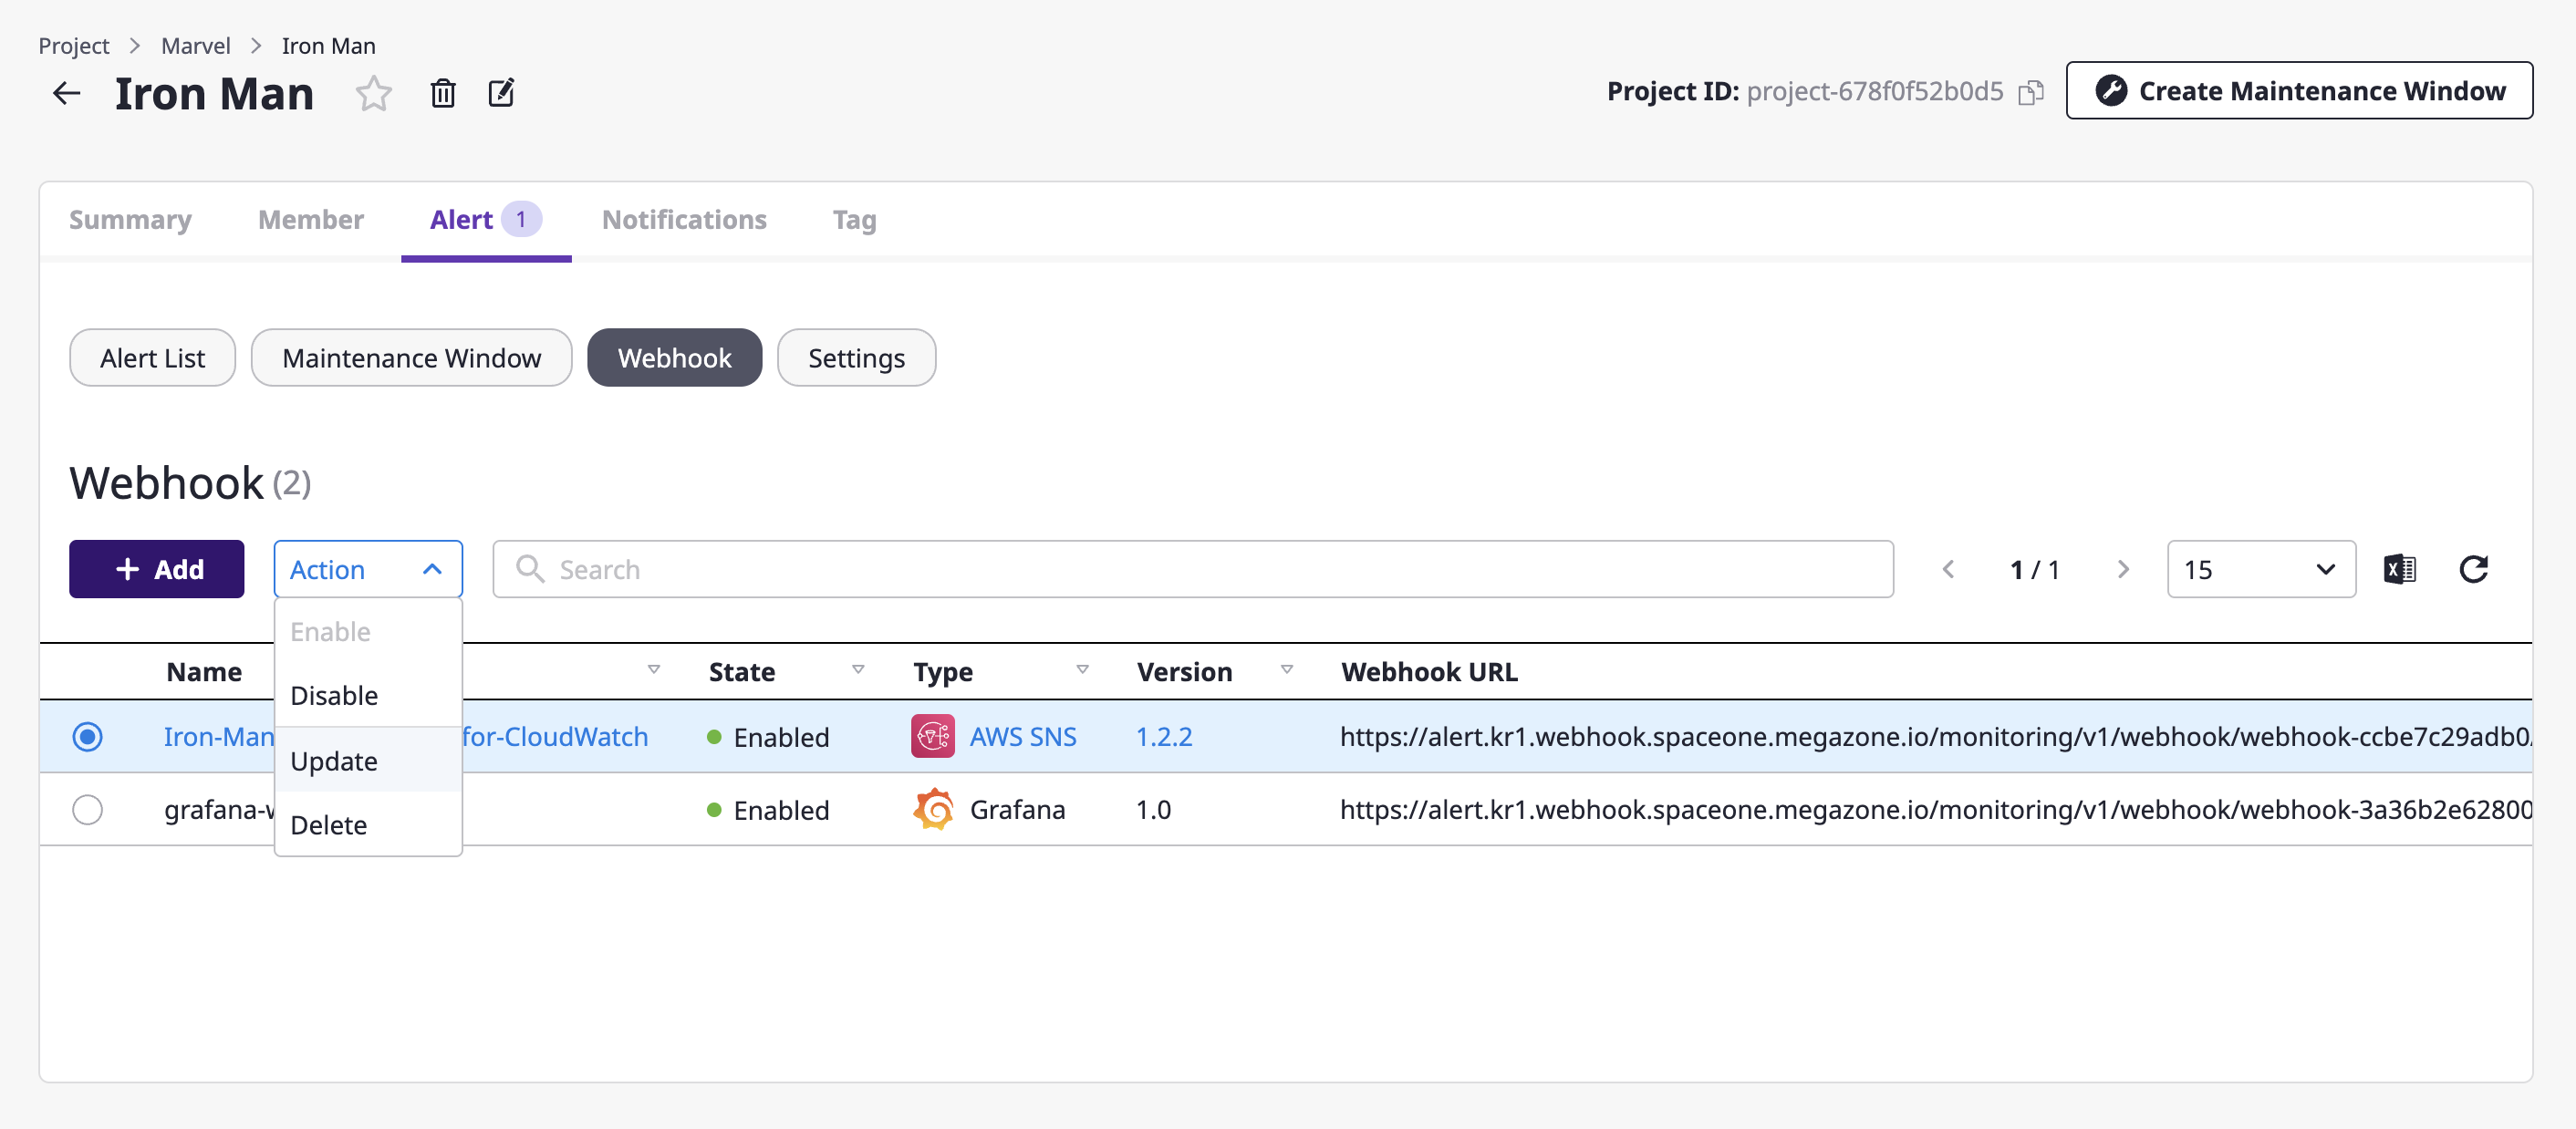 Project > Marvel > Iron Man
Iron Man
Project ID: project-678f0f52b0d5
Create Maintenance Window
Summary Member Alert 1 Notifications Tag
Alert List Maintenance Window Webhook Settings
Webhook (2)
+ Add Action Search 1 / 1 15
Enable
Disable
Update
Delete
Name State Type Version Webhook URL
Iron-Man for-CloudWatch Enabled AWS SNS 1.2.2 https://alert.kr1.webhook.spaceone.megazone.io/monitoring/v1/webhook/webhook-ccbe7c29adb0
grafana- Enabled Grafana 1.0 https://alert.kr1.webhook.spaceone.megazone.io/monitoring/v1/webhook/webhook-3a36b2e62800